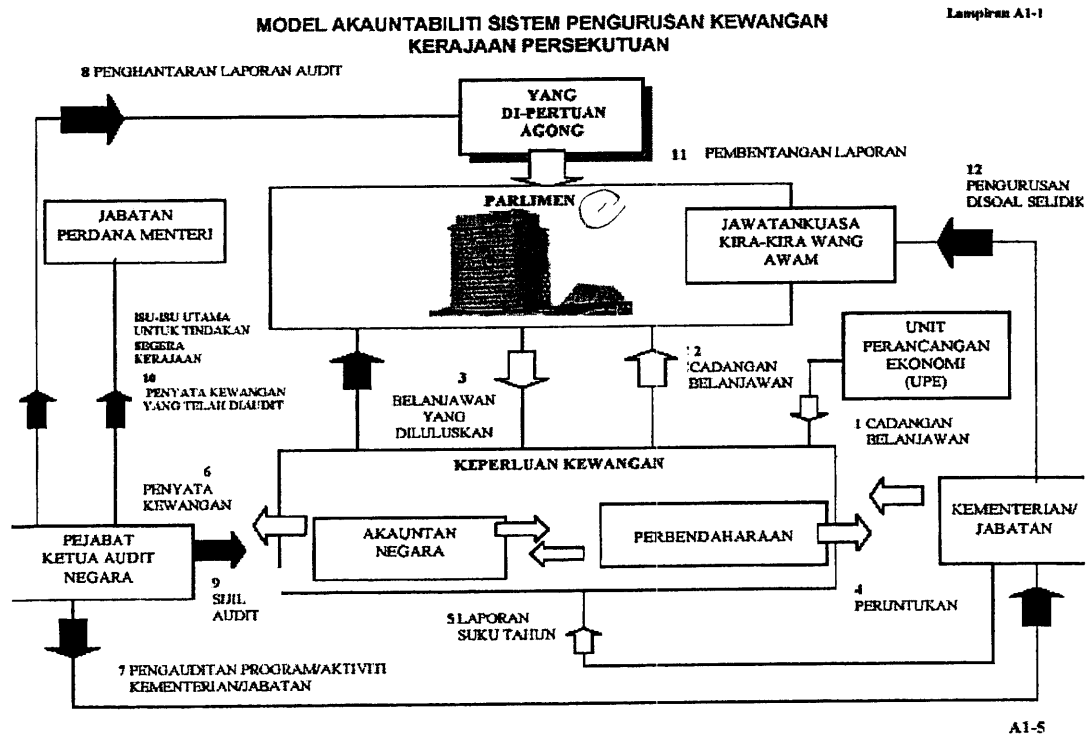 Lampiran A1-1
MODEL AKAUNTABILITI SISTEM PENGURUSAN KEWANGAN
KERAJAAN PERSEKUTUAN
8 PENGHANTARAN LAPORAN AUDIT
YANG
DI-PERTUAN
AGONG
11 PEMBENTANGAN LAPORAN
12
PENGURUSAN
DISOAL SELIDIK
PARLIMEN
JABATAN
PERDANA MENTERI
JAWATANKUASA
KIRA-KIRA WANG
AWAM
ISU-ISU UTAMA
UNTUK TINDAKAN
SEGERA
KERAJAAN
10
PENYATA KEWANGAN
YANG TELAH DIAUDIT
3
BELANJAWAN
YANG
DILULUSKAN
2
CADANGAN
BELANJAWAN
UNIT
PERANCANGAN
EKONOMI
(UPE)
1 CADANGAN
BELANJAWAN
KEPERLUAN KEWANGAN
6
PENYATA
KEWANGAN
PEJABAT
KETUA AUDIT
NEGARA
AKAUNTAN
NEGARA
PERBENDAHARAAN
KEMENTERIAN/
JABATAN
9
SIJIL
AUDIT
5 LAPORAN
SUKU TAHUN
4
PERUNTUKAN
7 PENGAUDITAN PROGRAM/AKTIVITI
KEMENTERIAN/JABATAN
A1-5